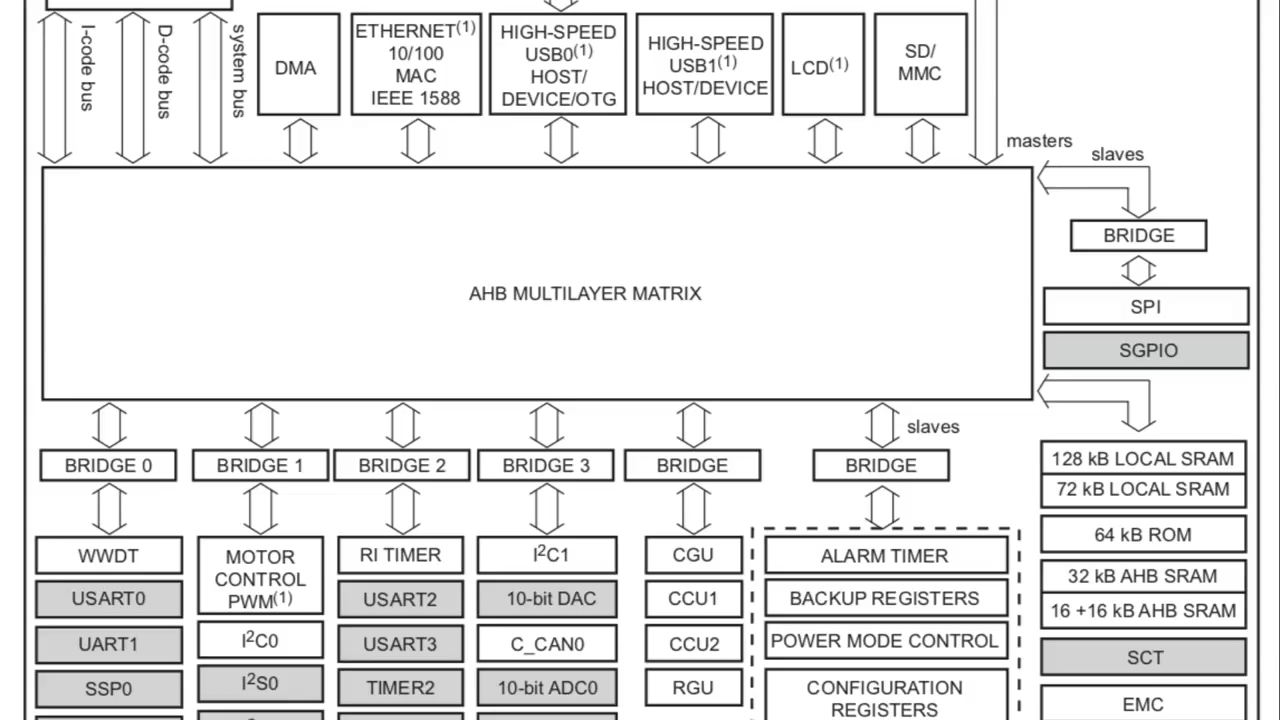 I-code bus
D-code bus
system bus
DMA
ETHERNET(1)
10/100
MAC
IEEE 1588
HIGH-SPEED
USB0(1)
HOST/
DEVICE/OTG
HIGH-SPEED
USB1(1)
HOST/DEVICE
LCD(1)
SD/
MMC
masters
slaves
BRIDGE
SPI
SGPIO
AHB MULTILAYER MATRIX
slaves
BRIDGE 0
BRIDGE 1
BRIDGE 2
BRIDGE 3
BRIDGE
BRIDGE
128 kB LOCAL SRAM
72 kB LOCAL SRAM
64 kB ROM
32 kB AHB SRAM
16 +16 kB AHB SRAM
SCT
EMC
WWDT
USART0
UART1
SSP0
MOTOR
CONTROL
PWM(1)
I2C0
I2S0
RI TIMER
USART2
USART3
TIMER2
I2C1
10-bit DAC
C_CAN0
10-bit ADC0
CGU
CCU1
CCU2
RGU
ALARM TIMER
BACKUP REGISTERS
POWER MODE CONTROL
CONFIGURATION
REGISTERS